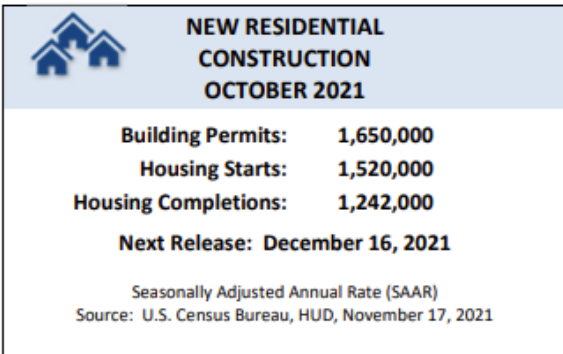 NEW RESIDENTIAL
CONSTRUCTION
OCTOBER 2021
Building Permits: 1,650,000
Housing Starts: 1,520,000
Housing Completions: 1,242,000
Next Release: December 16, 2021
Seasonally Adjusted Annual Rate (SAAR)
Source: U.S. Census Bureau, HUD, November 17, 2021